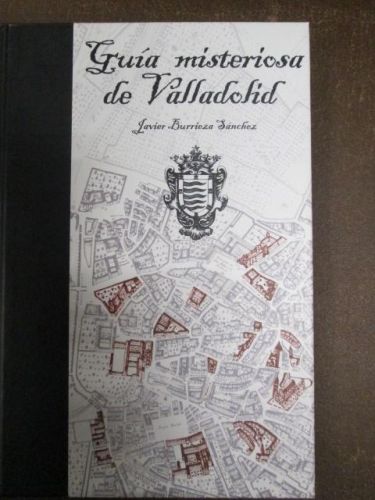 Guía misteriosa
de Valladolid
Javier Burrieza Sánchez